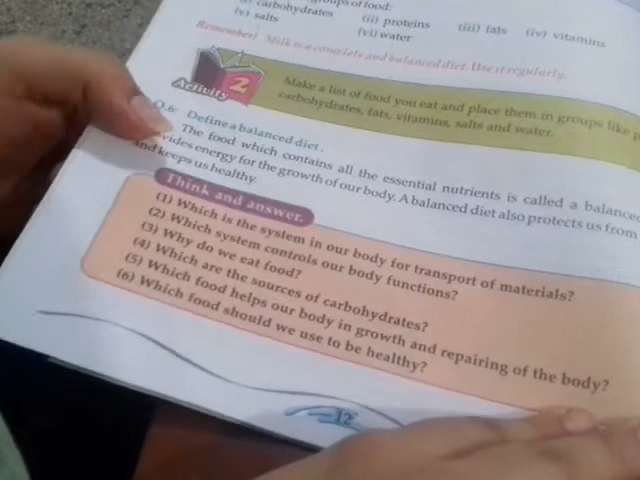 groups of food:
carbohydrates (ii) proteins (iii) fats (iv) vitamins
(v) salts (vi) water
Remember! Milk is a complete and balanced diet. Use it regularly.
Activity 2
Make a list of food you eat and place them in groups like
carbohydrates, fats, vitamins, salts and water.
Q.6: Define a balanced diet.
The food which contains all the essential nutrients is called a balanced
energy for the growth of our body. A balanced diet also protects us from
and keeps us healthy.
Think and answer.
(1) Which is the system in our body for transport of materials?
(2) Which system controls our body functions?
(3) Why do we eat food?
(4) Which are the sources of carbohydrates?
(5) Which food helps our body in growth and repairing of the body?
(6) Which food should we use to be healthy?
12